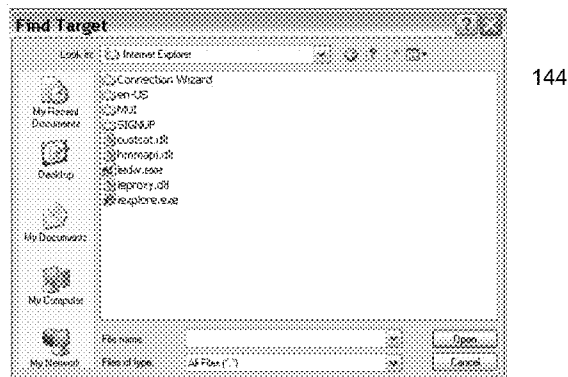 Find Target
Look in: Internet Explorer
144
Connection Wizard
en-US
MUI
SIGNUP
custsat.dll
hmmapi.dll
iedw.exe
ieproxy.dll
iexplore.exe
My Recent Documents
Desktop
My Documents
My Computer
My Network
File name:
Open
Files of type: All Files (*.*)
Cancel